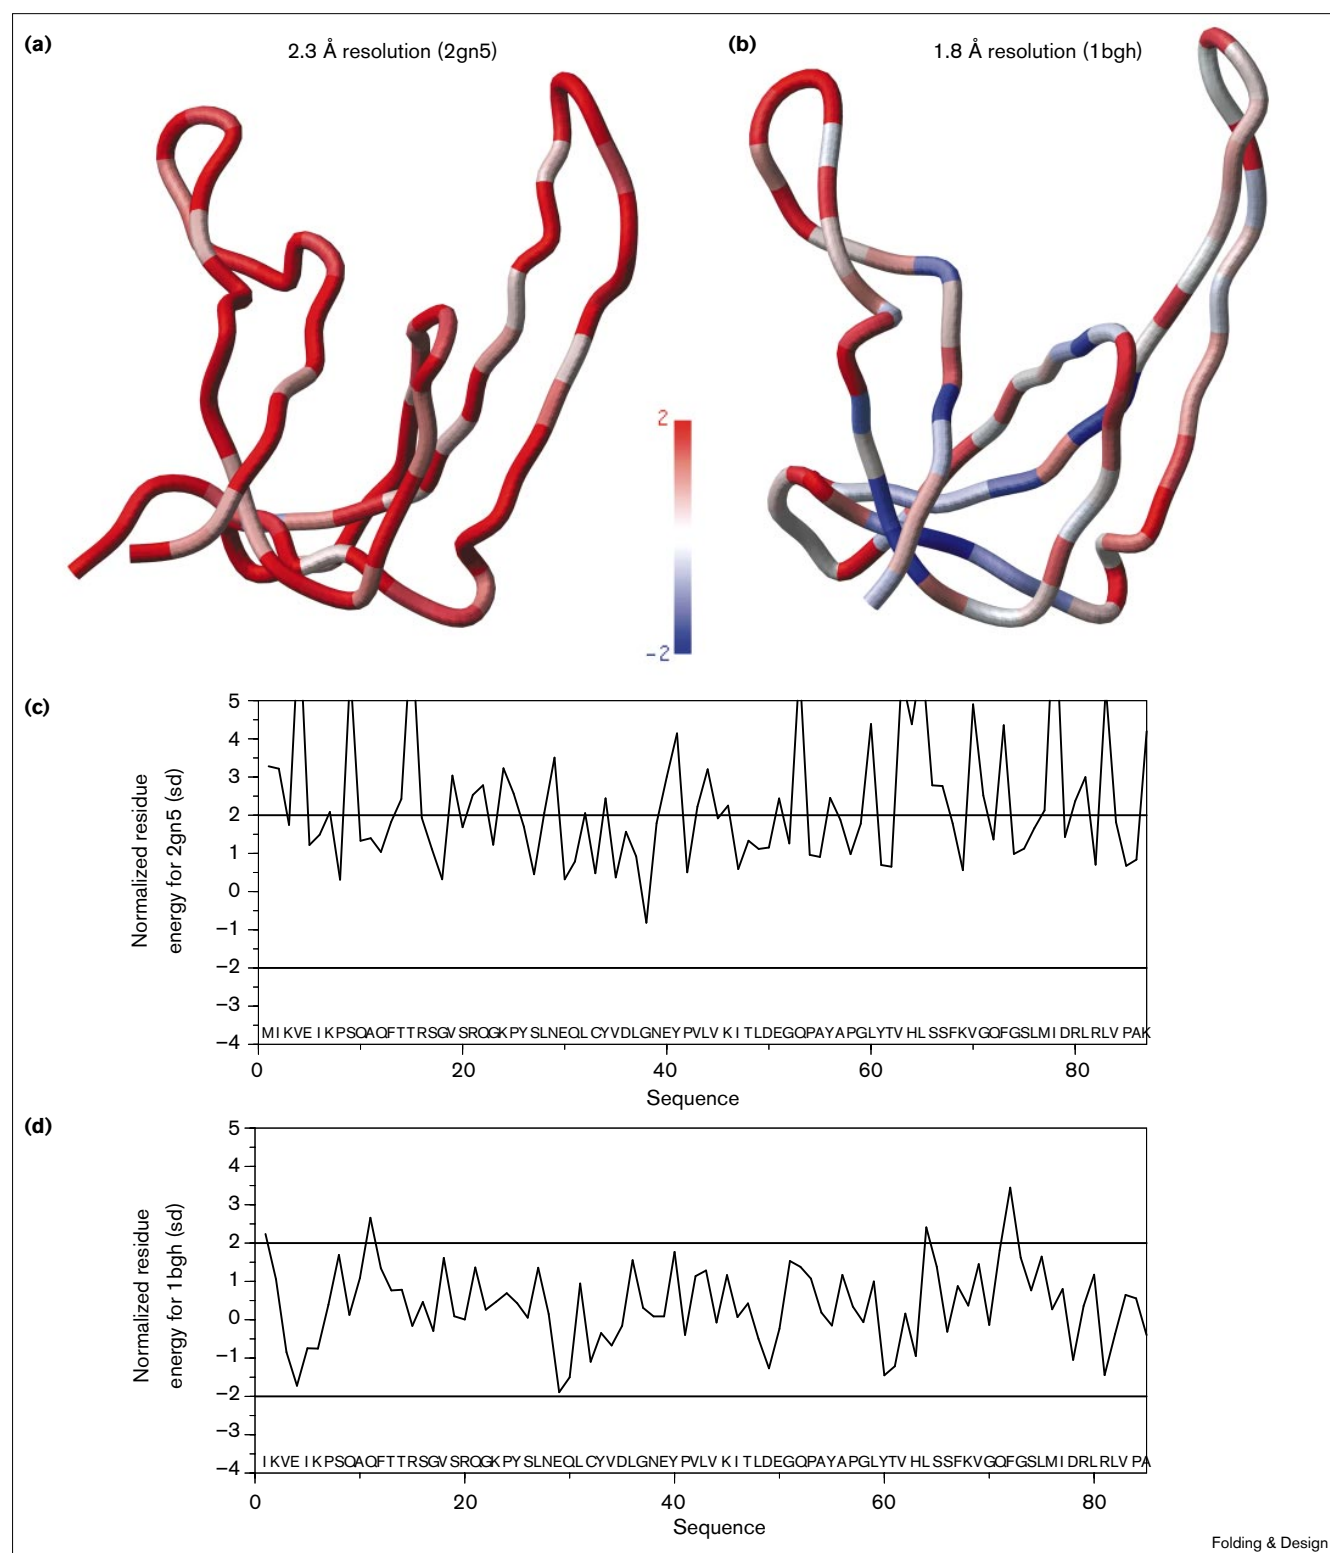 (a)
2.3 Å resolution (2gn5)
(b)
1.8 Å resolution (1bgh)
2
−2
(c)
Normalized residue
energy for 2gn5 (sd)
5
4
3
2
1
0
−1
−2
−3
−4
MIKVEIKPSQAQFTTRSGVSRQGKPYSLNEQLCYVDLGNEYPVLVKITLDEGQPAYAPGLYTVHLSSFKVGQFGSLMIDRLRLVPAK
0 20 40 60 80
Sequence
(d)
Normalized residue
energy for 1bgh (sd)
5
4
3
2
1
0
−1
−2
−3
−4
IKVEIKPSQAQFTTRSGVSRQGKPYSLNEQLCYVDLGNEYPVLVKITLDEGQPAYAPGLYTVHLSSFKVGQFGSLMIDRLRLVPA
0 20 40 60 80
Sequence
Folding & Design